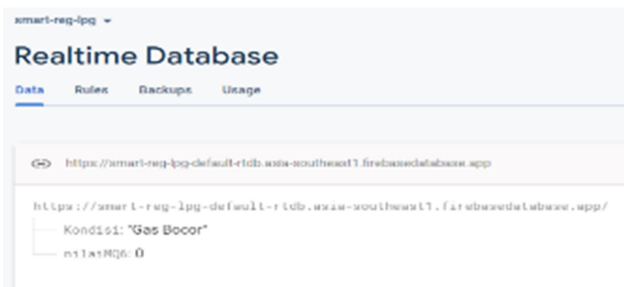 smart-reg-lpg
Realtime Database
Data Rules Backups Usage
https://smart-reg-lpg-default-rtdb.asia-southeast1.firebasedatabase.app
https://smart-reg-lpg-default-rtdb.asia-southeast1.firebasedatabase.app/
Kondisi: "Gas Bocor"
nilaiMQ6: 0